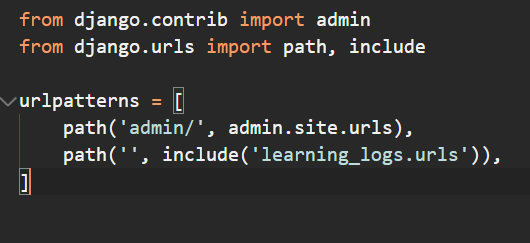 from django.contrib import admin
from django.urls import path, include

urlpatterns = [
    path('admin/', admin.site.urls),
    path('', include('learning_logs.urls')),
]